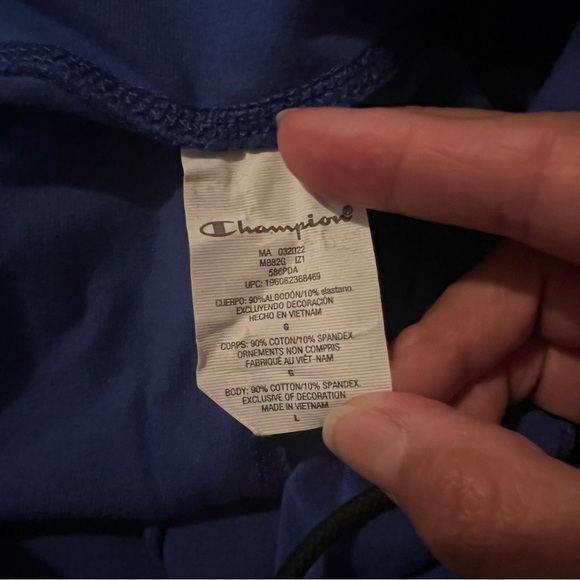 Champion
MA 032022
MB82G IZ1
586PDA
UPC: 196062368469
CUERPO: 90%ALGODÓN/10% elastano.
EXCLUYENDO DECORACIÓN
HECHO EN VIETNAM
G
CORPS: 90% COTON/10% SPANDEX
ORNEMENTS NON COMPRIS
FABRIQUÉ AU VIÊT-NAM
G
BODY: 90% COTTON/10% SPANDEX
EXCLUSIVE OF DECORATION
MADE IN VIETNAM
L